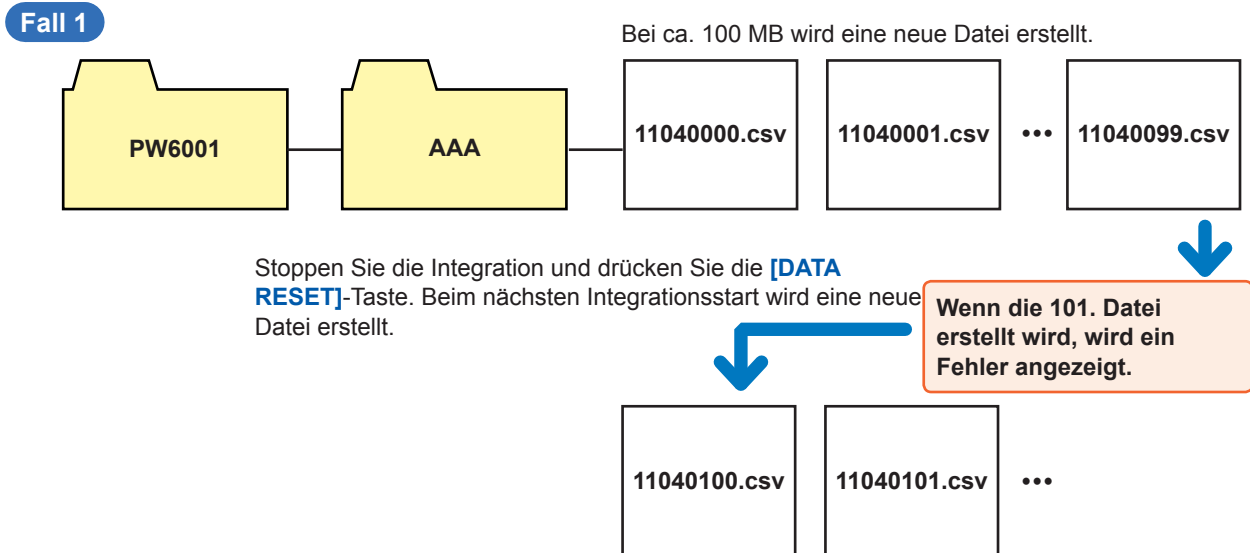 Fall 1
Bei ca. 100 MB wird eine neue Datei erstellt.
PW6001
AAA
11040000.csv
11040001.csv
•••
11040099.csv
Stoppen Sie die Integration und drücken Sie die [DATA
RESET]-Taste. Beim nächsten Integrationsstart wird eine neue
Datei erstellt.
Wenn die 101. Datei
erstellt wird, wird ein
Fehler angezeigt.
11040100.csv
11040101.csv
•••